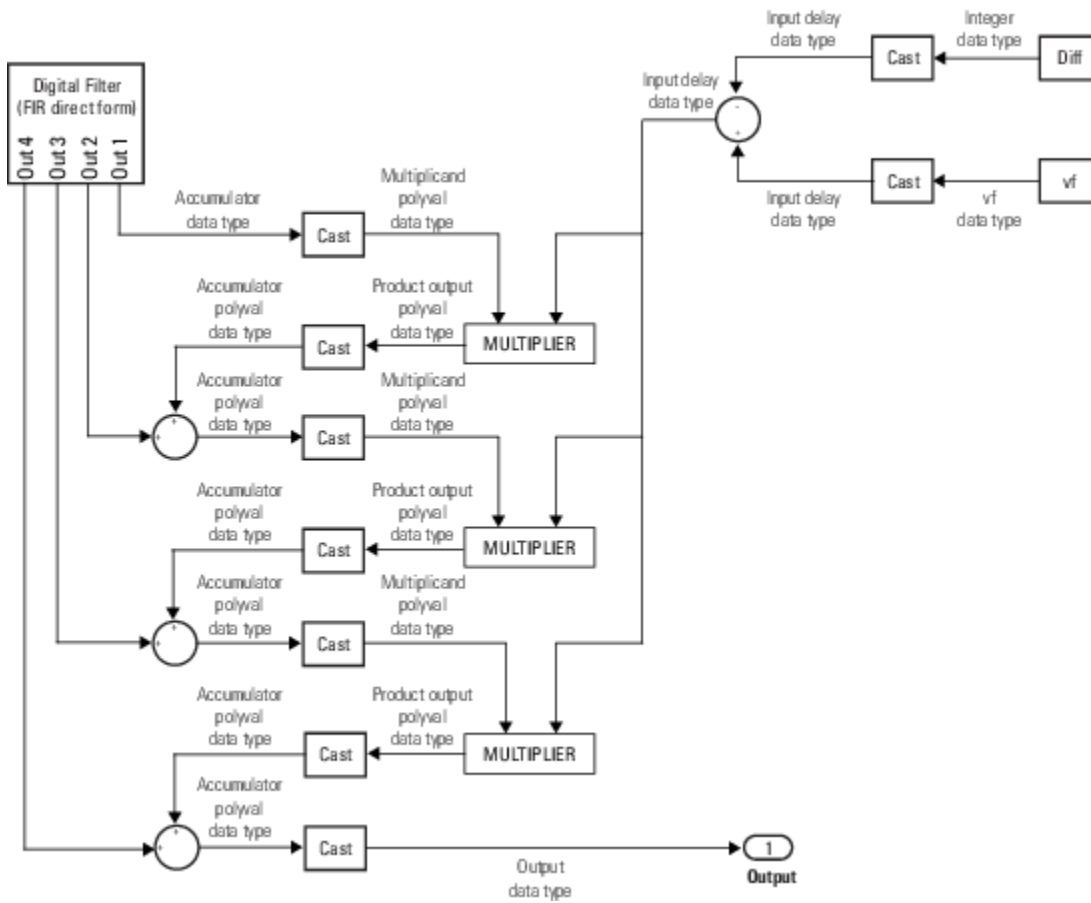 Input delay
data type
Integer
data type
Cast
Diff
Digital Filter
(FIR direct form)
Out 4
Out 3
Out 2
Out 1
Input delay
data type
-
+
Cast
vf
Input delay
data type
vf
data type
Accumulator
data type
Cast
Multiplicand
polyval
data type
Accumulator
polyval
data type
Cast
Product output
polyval
data type
MULTIPLIER
+
+
Accumulator
polyval
data type
Cast
Multiplicand
polyval
data type
Accumulator
polyval
data type
Cast
Product output
polyval
data type
MULTIPLIER
+
+
Accumulator
polyval
data type
Cast
Multiplicand
polyval
data type
Accumulator
polyval
data type
Cast
Product output
polyval
data type
MULTIPLIER
+
+
Accumulator
polyval
data type
Cast
Output
data type
1
Output